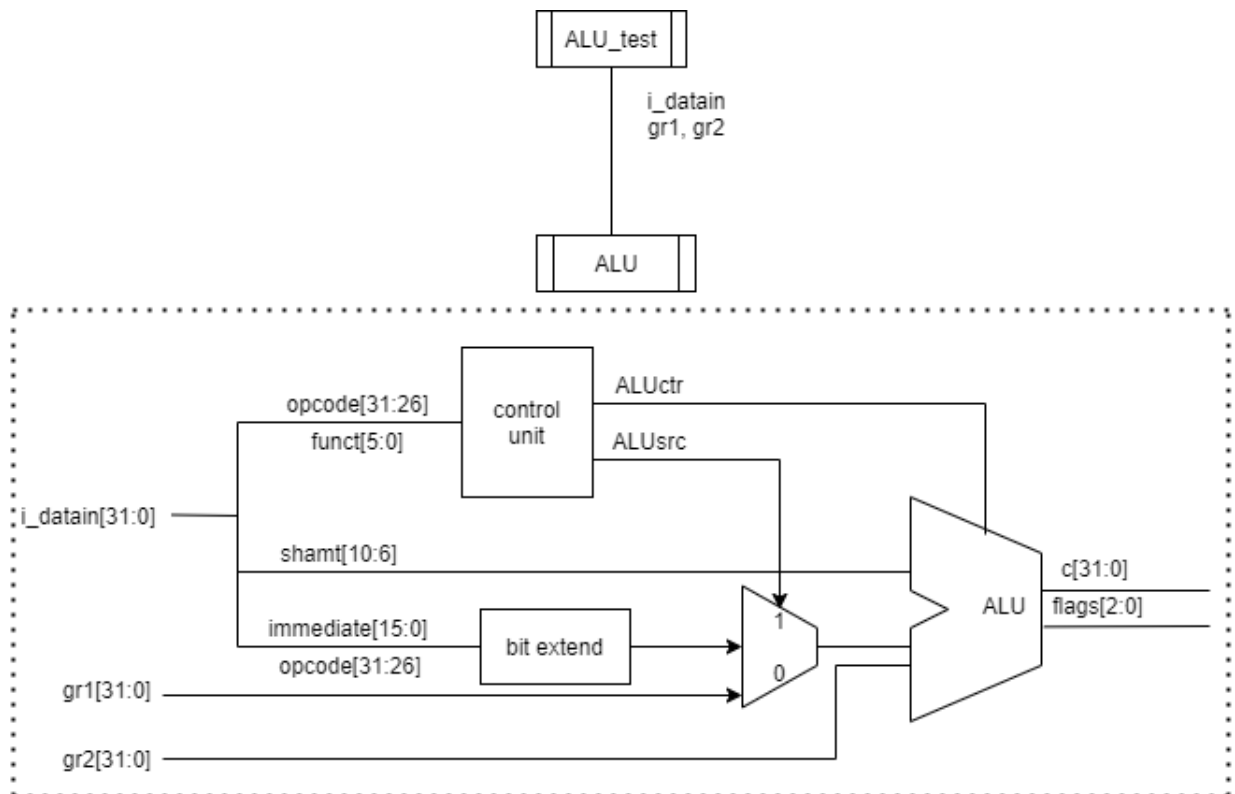 ALU_test
i_datain
gr1, gr2
ALU
ALUctr
opcode[31:26]
control
unit
funct[5:0]
ALUsrc
i_datain[31:0]
shamt[10:6]
c[31:0]
ALU
flags[2:0]
1
immediate[15:0]
bit extend
opcode[31:26]
0
gr1[31:0]
gr2[31:0]